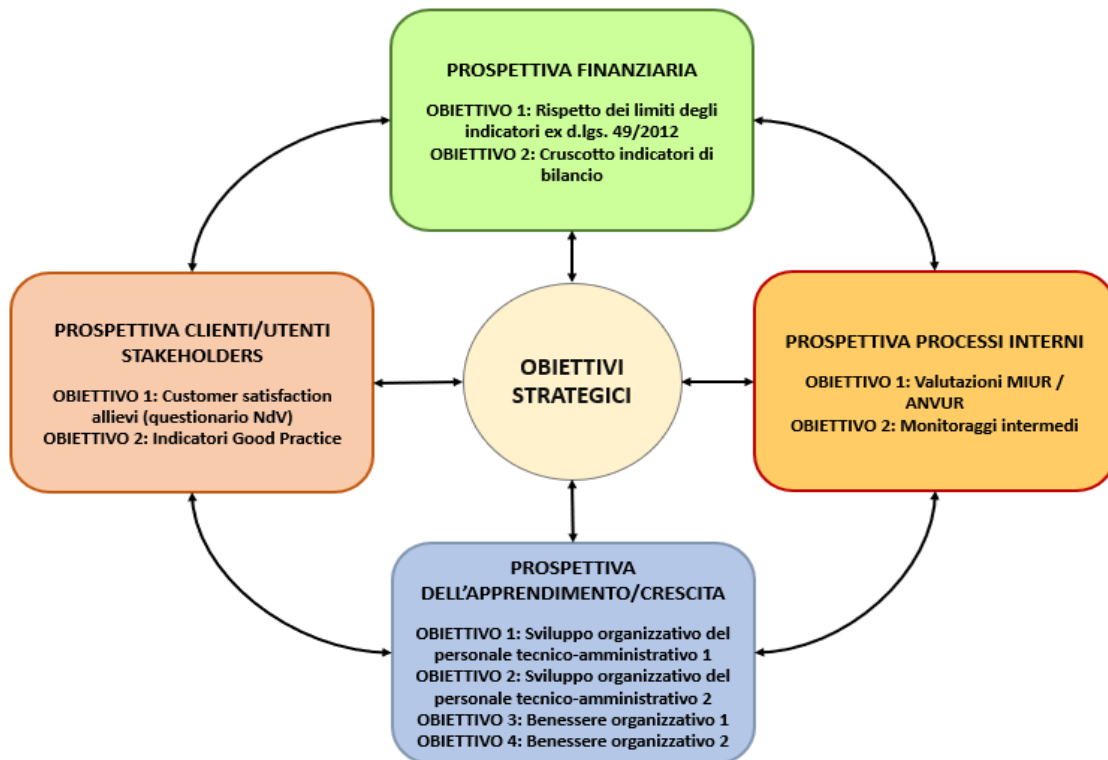 PROSPETTIVA FINANZIARIA
OBIETTIVO 1: Rispetto dei limiti degli
indicatori ex d.lgs. 49/2012
OBIETTIVO 2: Cruscotto indicatori di
bilancio
PROSPETTIVA CLIENTI/UTENTI
STAKEHOLDERS
OBIETTIVO 1: Customer satisfaction
allievi (questionario NdV)
OBIETTIVO 2: Indicatori Good Practice
OBIETTIVI
STRATEGICI
PROSPETTIVA PROCESSI INTERNI
OBIETTIVO 1: Valutazioni MIUR /
ANVUR
OBIETTIVO 2: Monitoraggi intermedi
PROSPETTIVA
DELL’APPRENDIMENTO/CRESCITA
OBIETTIVO 1: Sviluppo organizzativo del
personale tecnico-amministrativo 1
OBIETTIVO 2: Sviluppo organizzativo del
personale tecnico-amministrativo 2
OBIETTIVO 3: Benessere organizzativo 1
OBIETTIVO 4: Benessere organizzativo 2